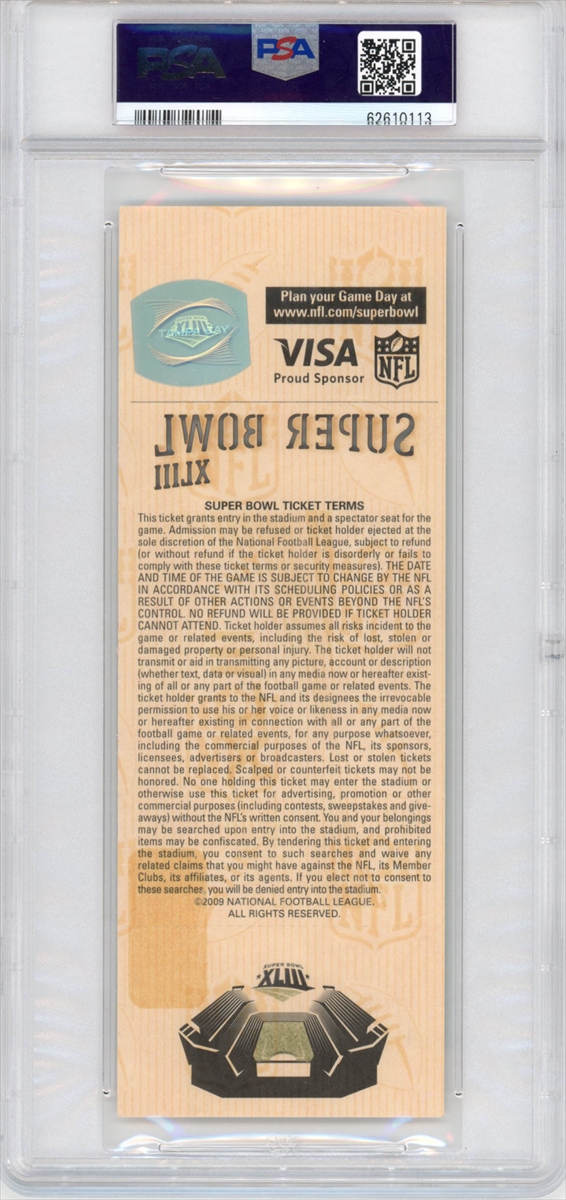 PSA
PSA
62610113
XLIII
TAMPA BAY
Plan your Game Day at
www.nfl.com/superbowl
VISA
NFL
Proud Sponsor
SUPER BOWL
XLIII
SUPER BOWL TICKET TERMS
This ticket grants entry in the stadium and a spectator seat for the
game. Admission may be refused or ticket holder ejected at the
sole discretion of the National Football League, subject to refund
(or without refund if the ticket holder is disorderly or fails to
comply with these ticket terms or security measures). THE DATE
AND TIME OF THE GAME IS SUBJECT TO CHANGE BY THE NFL
IN ACCORDANCE WITH ITS SCHEDULING POLICIES OR AS A
RESULT OF OTHER ACTIONS OR EVENTS BEYOND THE NFL'S
CONTROL. NO REFUND WILL BE PROVIDED IF TICKET HOLDER
CANNOT ATTEND. Ticket holder assumes all risks incident to the
game or related events, including the risk of lost, stolen or
damaged property or personal injury. The ticket holder will not
transmit or aid in transmitting any picture, account or description
(whether text, data or visual) in any media now or hereafter exist-
ing of all or any part of the football game or related events. The
ticket holder grants to the NFL and its designees the irrevocable
permission to use his or her voice or likeness in any media now
or hereafter existing in connection with all or any part of the
football game or related events, for any purpose whatsoever,
including the commercial purposes of the NFL, its sponsors,
licensees, advertisers or broadcasters. Lost or stolen tickets
cannot be replaced. Scalped or counterfeit tickets may not be
honored. No one holding this ticket may enter the stadium or
otherwise use this ticket for advertising, promotion or other
commercial purposes (including contests, sweepstakes and give-
aways) without the NFL's written consent. You and your belongings
may be searched upon entry into the stadium, and prohibited
items may be confiscated. By tendering this ticket and entering
the stadium, you consent to such searches and waive any
related claims that you might have against the NFL, its Member
Clubs, its affiliates, or its agents. If you elect not to consent to
these searches, you will be denied entry into the stadium.
©2009 NATIONAL FOOTBALL LEAGUE.
ALL RIGHTS RESERVED.
NFL
SUPER BOWL
XLIII